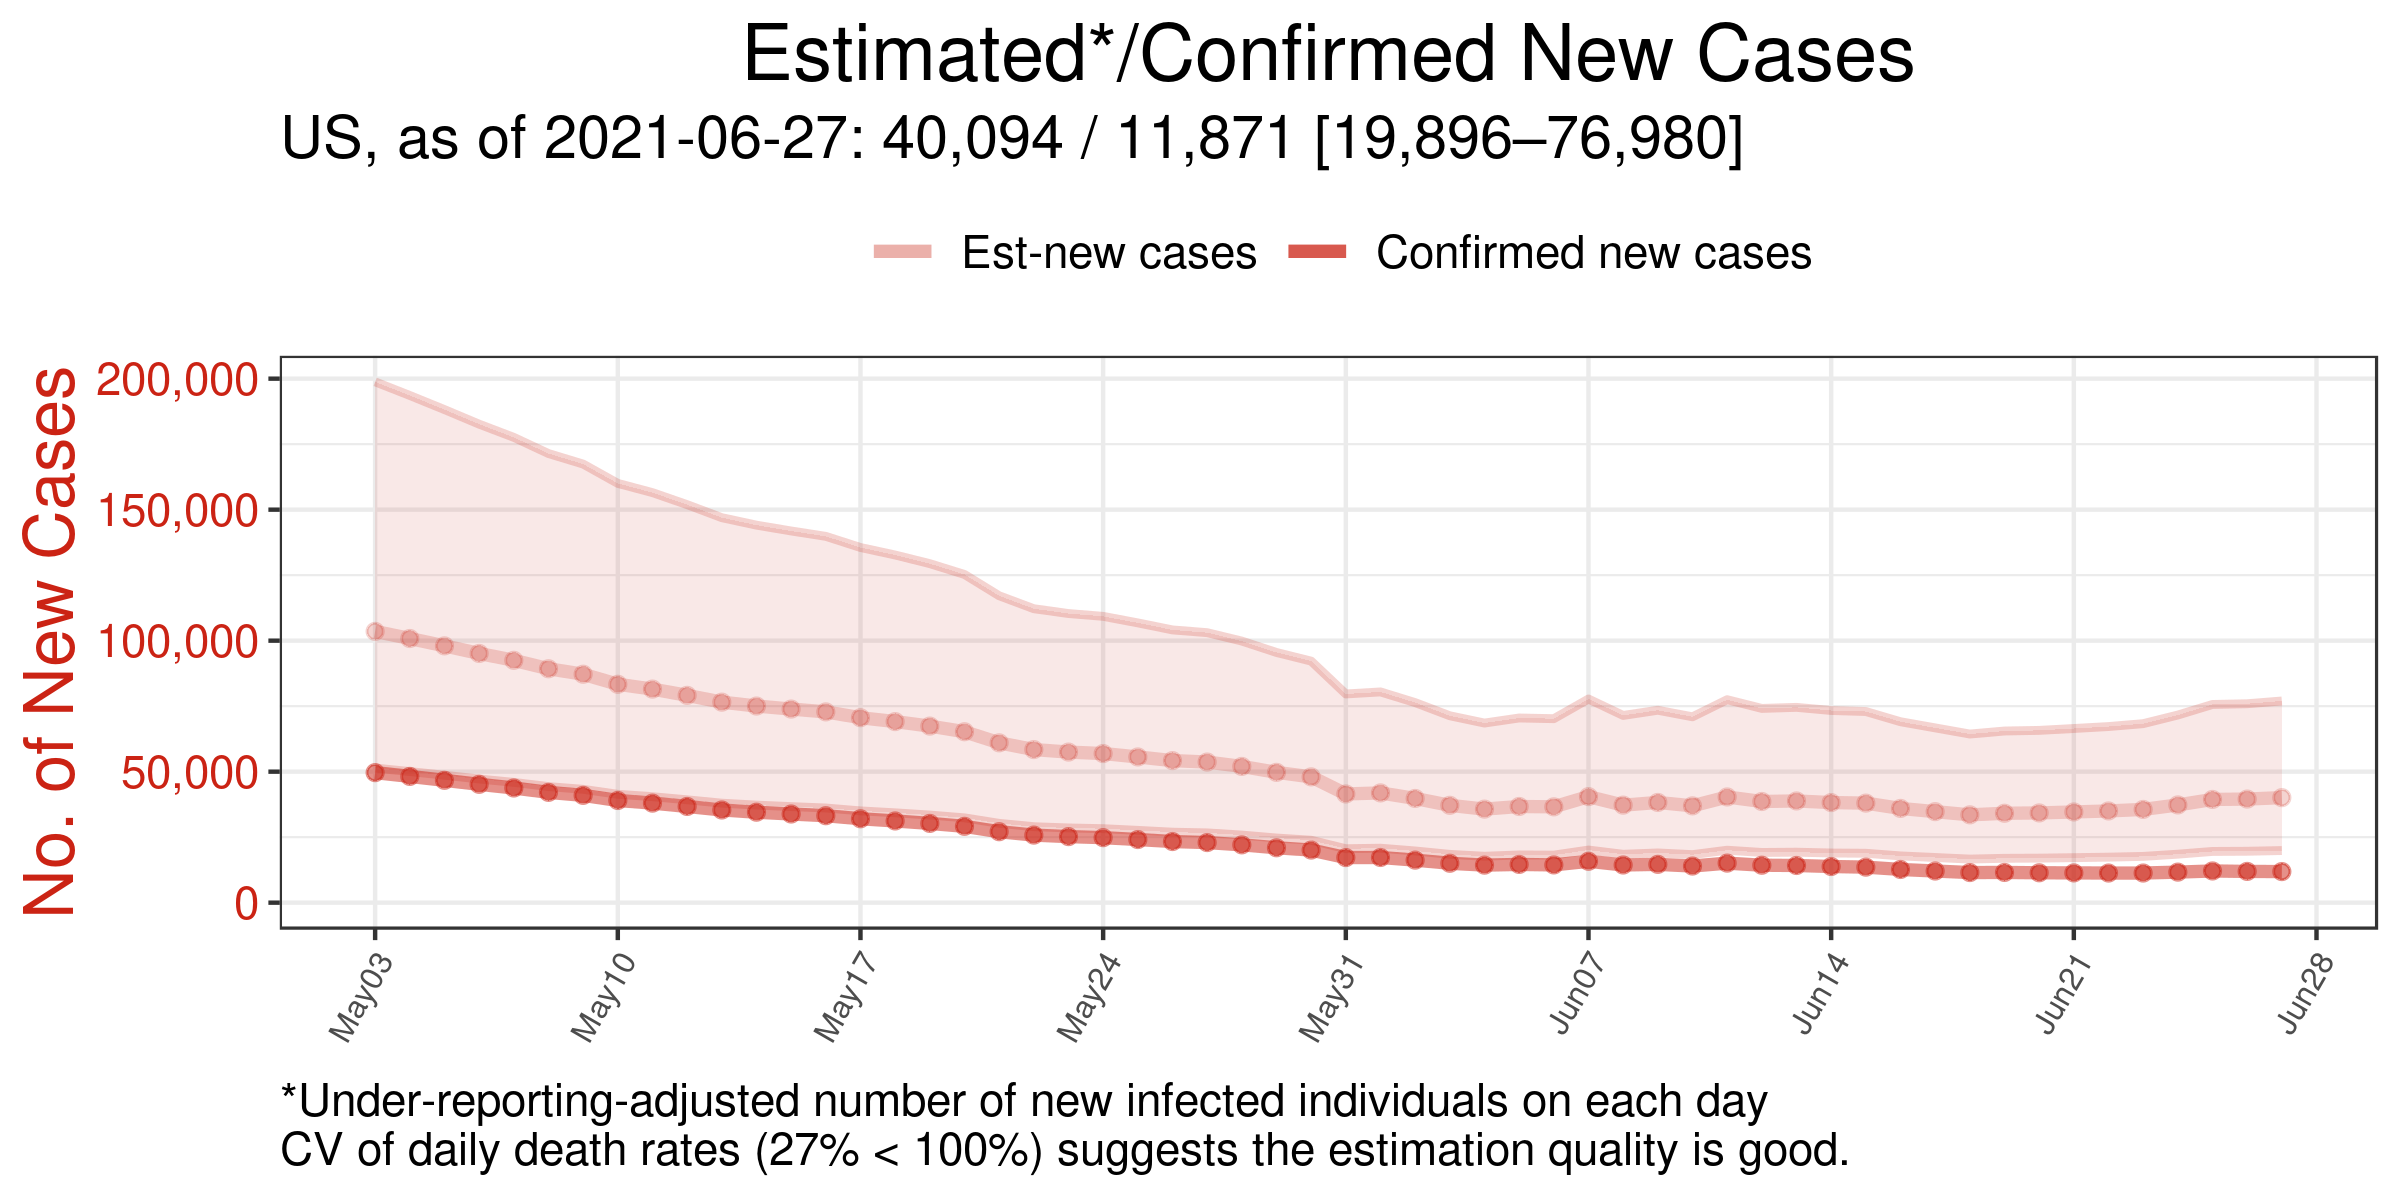 Estimated*/Confirmed New Cases
US, as of 2021-06-27: 40,094 / 11,871 [19,896–76,980]
Est-new cases
Confirmed new cases
No. of New Cases
200,000
150,000
100,000
50,000
0
May03
May10
May17
May24
May31
Jun07
Jun14
Jun21
Jun28
*Under-reporting-adjusted number of new infected individuals on each day
CV of daily death rates (27% < 100%) suggests the estimation quality is good.